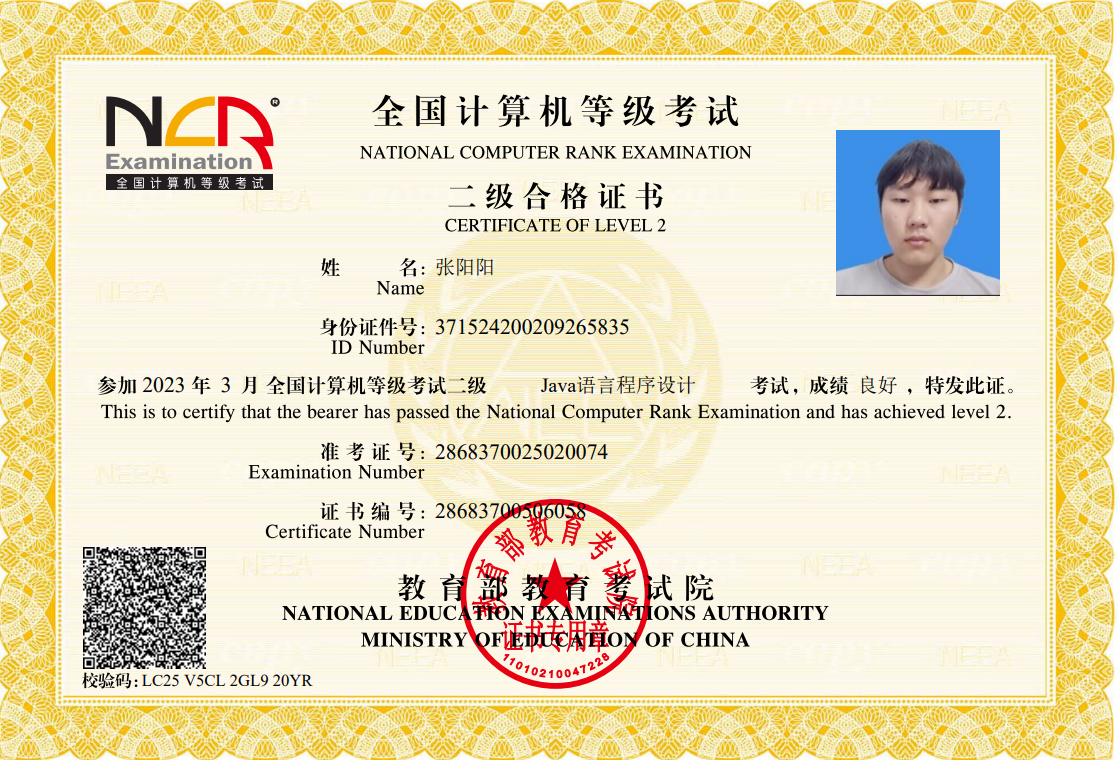 NCR®
Examination
全国计算机等级考试
全国计算机等级考试
NATIONAL COMPUTER RANK EXAMINATION
二级合格证书
CERTIFICATE OF LEVEL 2
姓 名：张阳阳
Name
身份证件号：371524200209265835
ID Number
参加 2023 年 3 月 全国计算机等级考试二级 Java语言程序设计 考试，成绩 良好 ，特发此证。
This is to certify that the bearer has passed the National Computer Rank Examination and has achieved level 2.
准考证号：2868370025020074
Examination Number
证书编号：28683700506058
Certificate Number
教育部教育考试院
NATIONAL EDUCATION EXAMINATIONS AUTHORITY
MINISTRY OF EDUCATION OF CHINA
教育部教育考试院
证书专用章
11010210047228
校验码：LC25 V5CL 2GL9 20YR